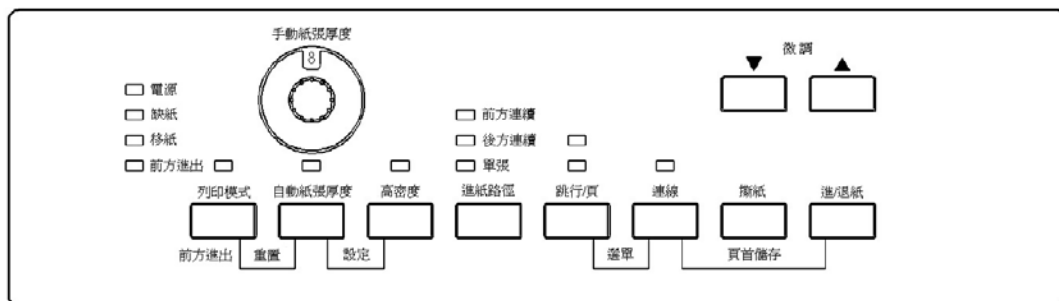 手動紙張厚度
8
微調
▼ ▲
電源
缺紙
移紙
前方進出
前方連續
後方連續
單張
列印模式 自動紙張厚度 高密度 進紙路徑 跳行/頁 連線 撕紙 進/退紙
前方進出 重置 設定 選單 頁首儲存